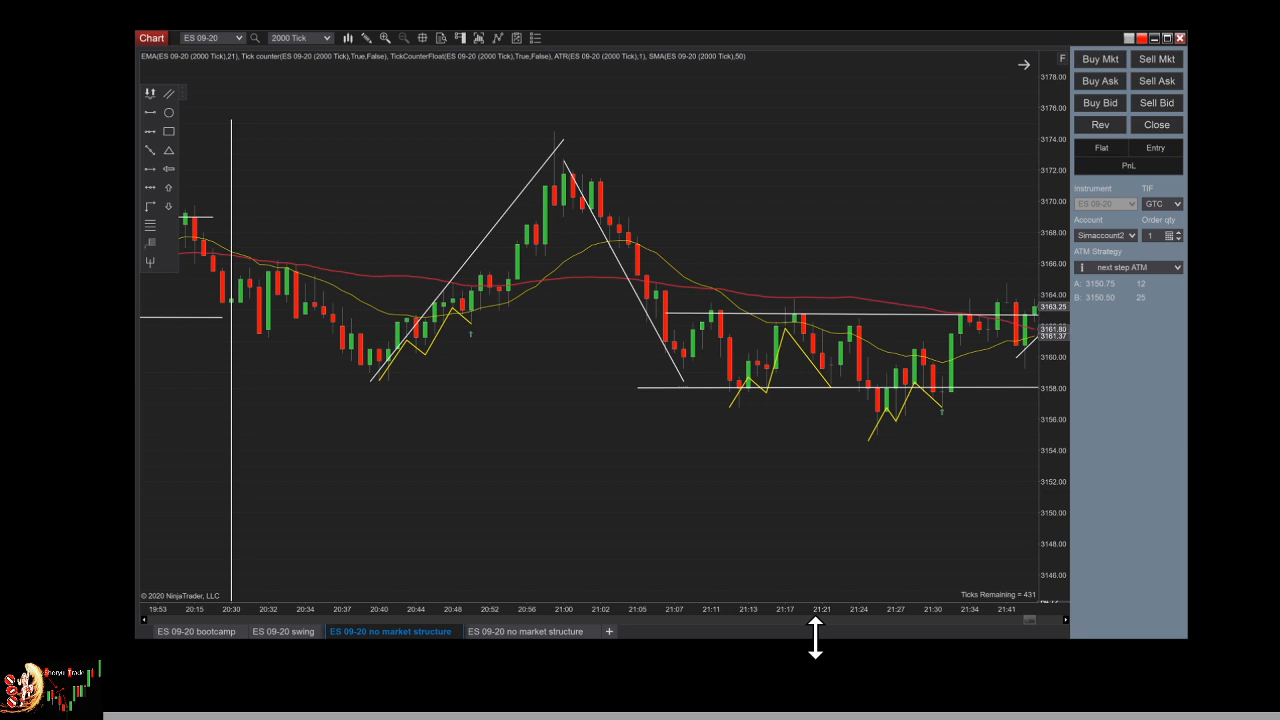 Chart ES 09-20 2000 Tick
EMA(ES 09-20 (2000 Tick),21), Tick counter(ES 09-20 (2000 Tick),True,False), TickCounterFloat(ES 09-20 (2000 Tick),True,False), ATR(ES 09-20 (2000 Tick),1), SMA(ES 09-20 (2000 Tick),50)
F
3178.00
3176.00
3174.00
3172.00
3170.00
3168.00
3166.00
3164.00
3163.25
3161.80
3161.37
3160.00
3158.00
3156.00
3154.00
3152.00
3150.00
3148.00
3146.00
Buy Mkt Sell Mkt
Buy Ask Sell Ask
Buy Bid Sell Bid
Rev Close
Flat Entry
PnL
Instrument TIF
ES 09-20 GTC
Account Order qty
Simaccount2 1
ATM Strategy
next step ATM
A: 3150.75 12
B: 3150.50 25
© 2020 NinjaTrader, LLC
Ticks Remaining = 431
19:53 20:15 20:30 20:32 20:34 20:37 20:40 20:44 20:48 20:52 20:56 21:00 21:02 21:05 21:07 21:11 21:13 21:17 21:21 21:24 21:27 21:30 21:34 21:41
ES 09-20 bootcamp ES 09-20 swing ES 09-20 no market structure ES 09-20 no market structure +
Shoryu Trade